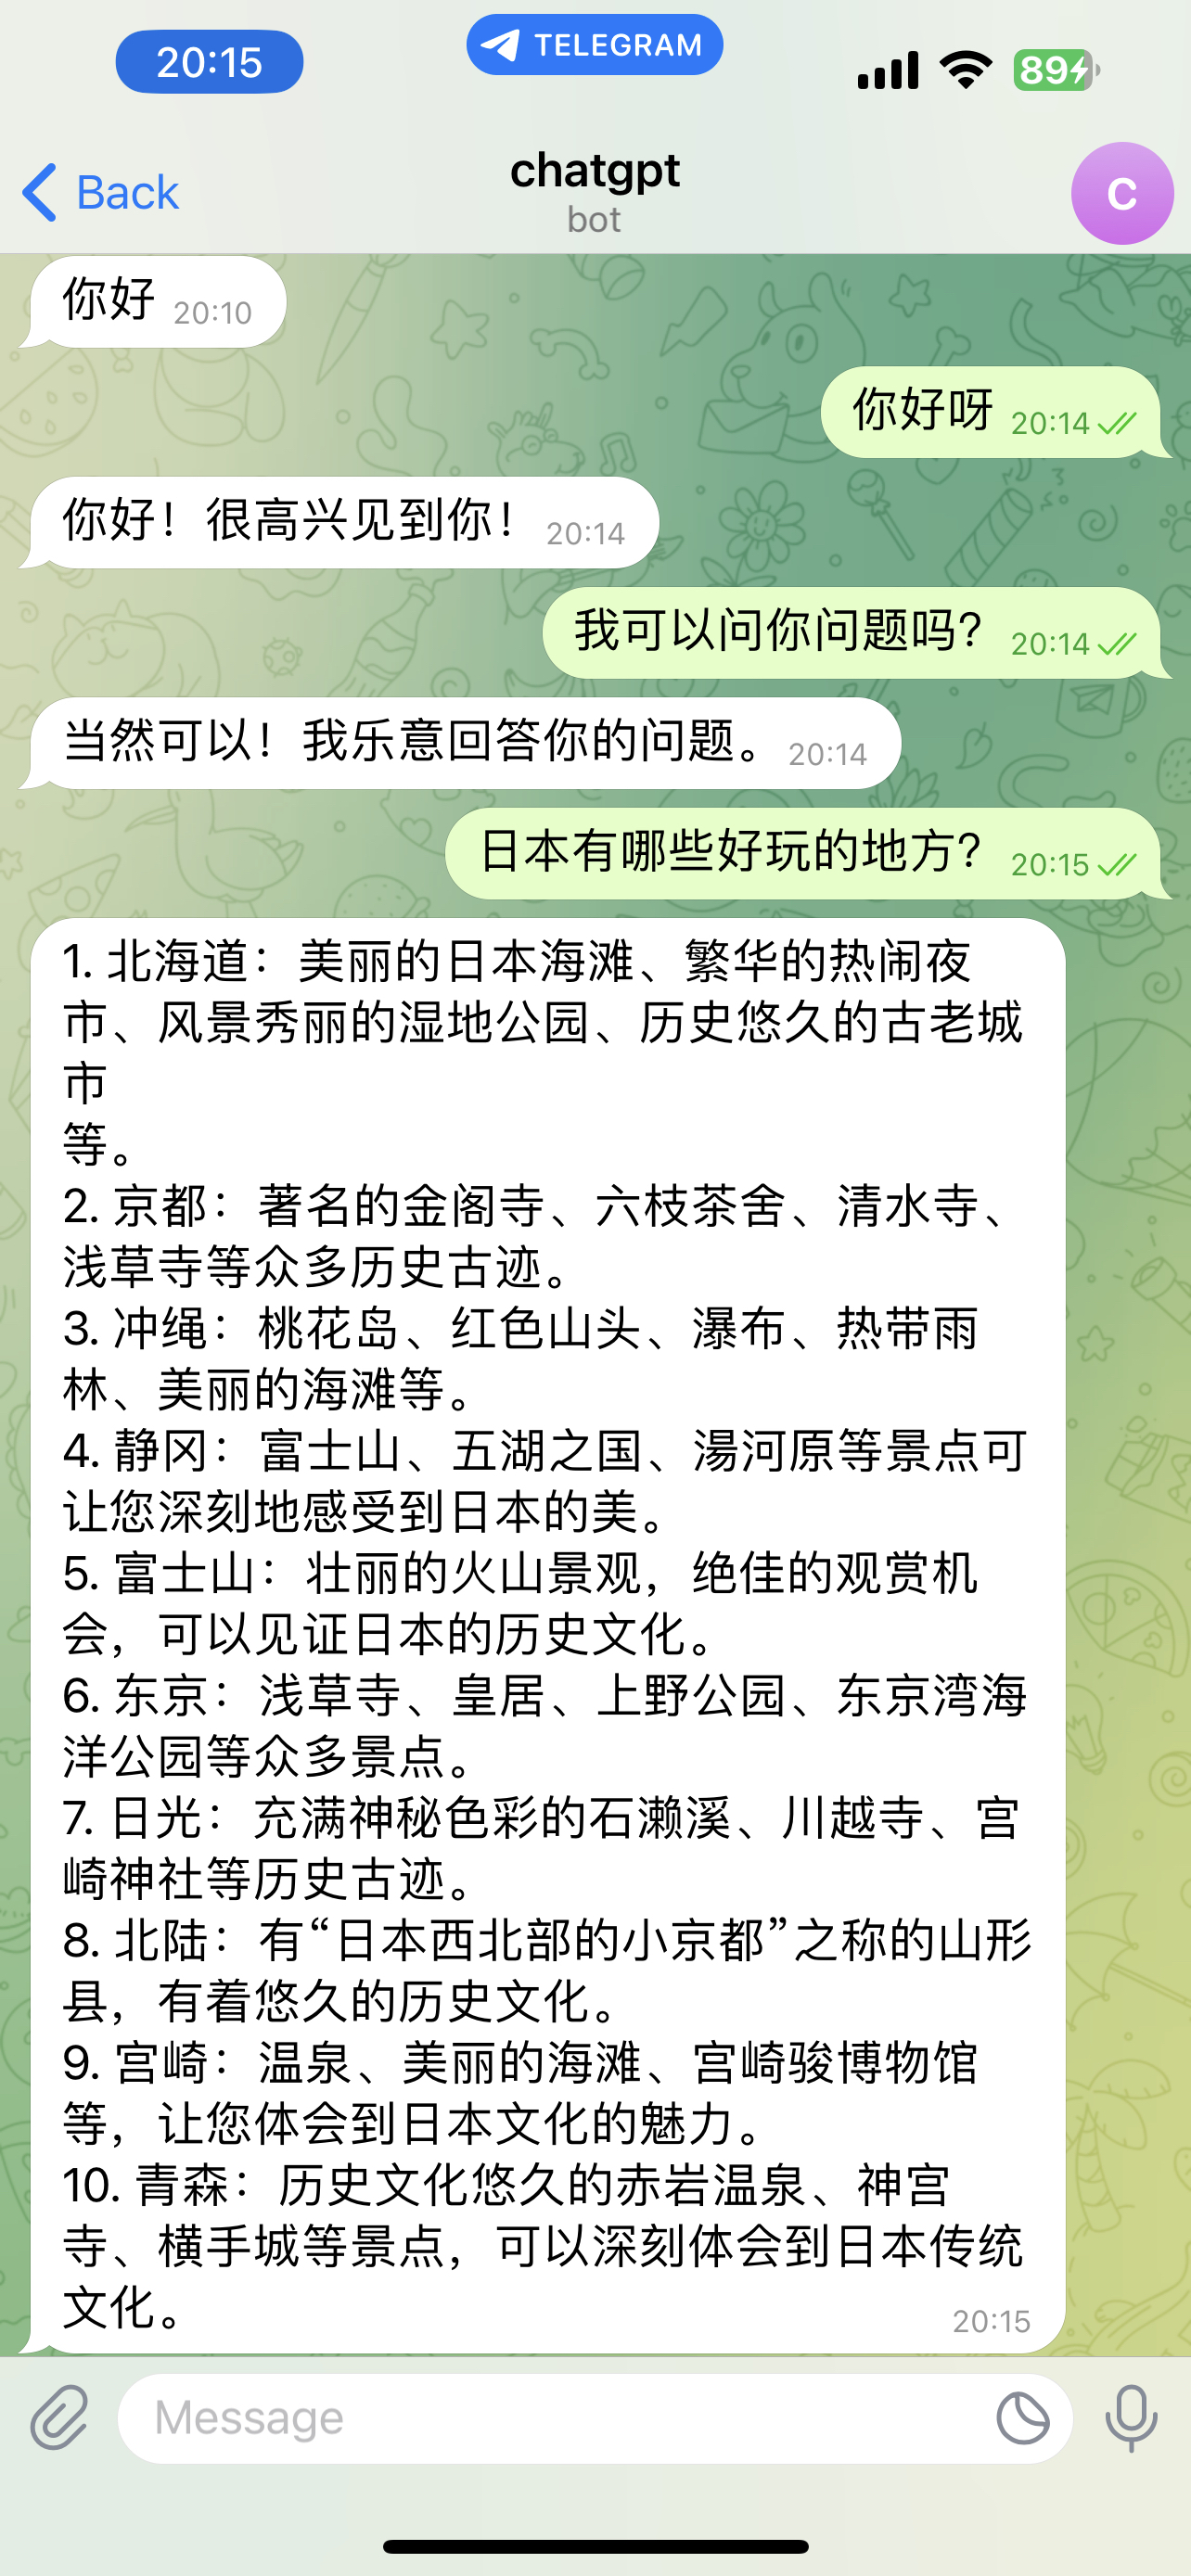 20:15
TELEGRAM
89
Back
chatgpt
bot
C
你好 20:10
你好呀 20:14
你好！很高兴见到你！ 20:14
我可以问你问题吗? 20:14
当然可以！我乐意回答你的问题。 20:14
日本有哪些好玩的地方? 20:15
1. 北海道：美丽的日本海滩、繁华的热闹夜
市、风景秀丽的湿地公园、历史悠久的古老城
市
等。
2. 京都：著名的金阁寺、六枝茶舍、清水寺、
浅草寺等众多历史古迹。
3. 冲绳：桃花岛、红色山头、瀑布、热带雨
林、美丽的海滩等。
4. 静冈：富士山、五湖之国、湯河原等景点可
让您深刻地感受到日本的美。
5. 富士山：壮丽的火山景观，绝佳的观赏机
会，可以见证日本的历史文化。
6. 东京：浅草寺、皇居、上野公园、东京湾海
洋公园等众多景点。
7. 日光：充满神秘色彩的石濑溪、川越寺、宫
崎神社等历史古迹。
8. 北陆：有“日本西北部的小京都”之称的山形
县，有着悠久的历史文化。
9. 宫崎：温泉、美丽的海滩、宫崎骏博物馆
等，让您体会到日本文化的魅力。
10. 青森：历史文化悠久的赤岩温泉、神宫
寺、横手城等景点，可以深刻体会到日本传统
文化。
20:15
Message